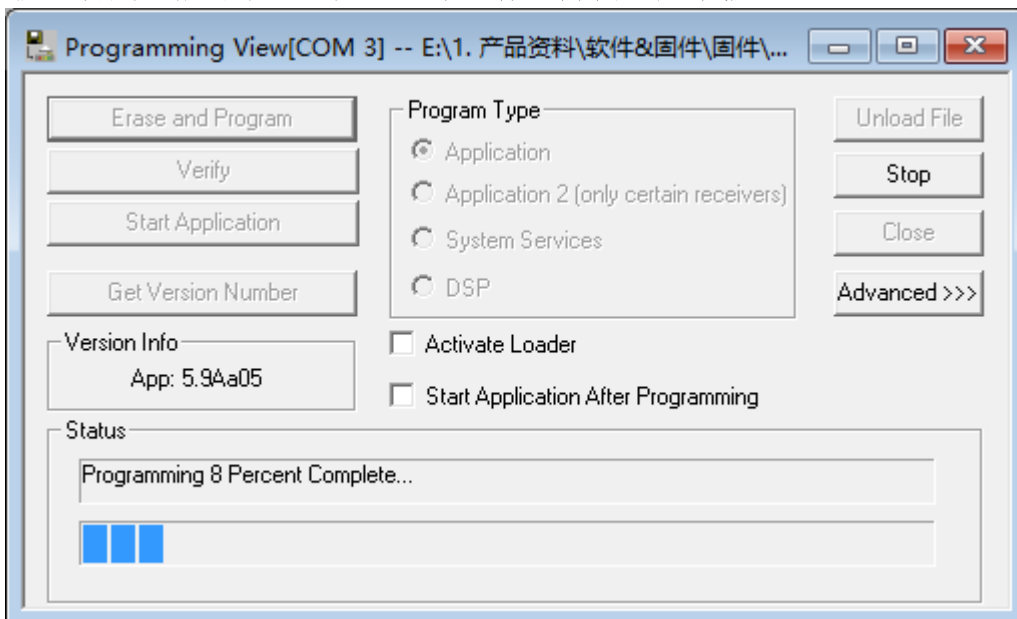 Programming View[COM 3] -- E:\1. 产品资料\软件&固件\固件\...
Erase and Program
Verify
Start Application
Get Version Number
Program Type
Application
Application 2 (only certain receivers)
System Services
DSP
Unload File
Stop
Close
Advanced >>>
Version Info
App: 5.9Aa05
Activate Loader
Start Application After Programming
Status
Programming 8 Percent Complete...